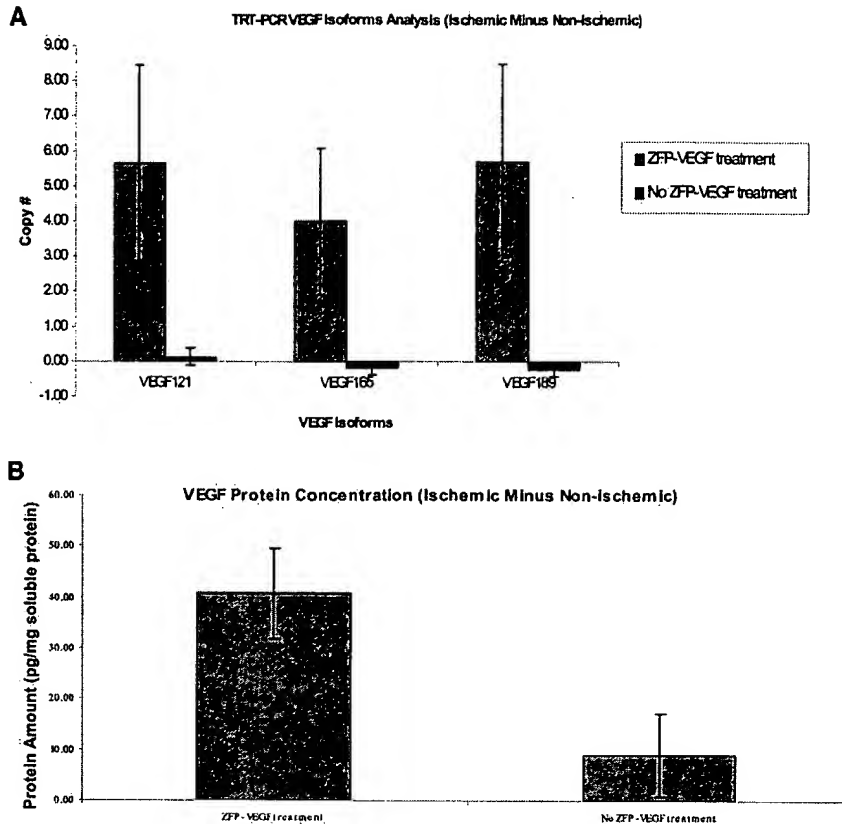 A
TRT-PCR VEGF Isoforms Analysis (Ischemic Minus Non-Ischemic)
9.00
8.00
7.00
6.00
5.00
4.00
3.00
2.00
1.00
0.00
-1.00
Copy #
ZFP-VEGF treatment
No ZFP-VEGF treatment
VEGF121
VEGF165
VEGF189
VEGF Isoforms
B
VEGF Protein Concentration (Ischemic Minus Non-Ischemic)
60.00
50.00
40.00
30.00
20.00
10.00
0.00
Protein Amount (pg/mg soluble protein)
ZFP-VEGF treatment
No ZFP-VEGF treatment